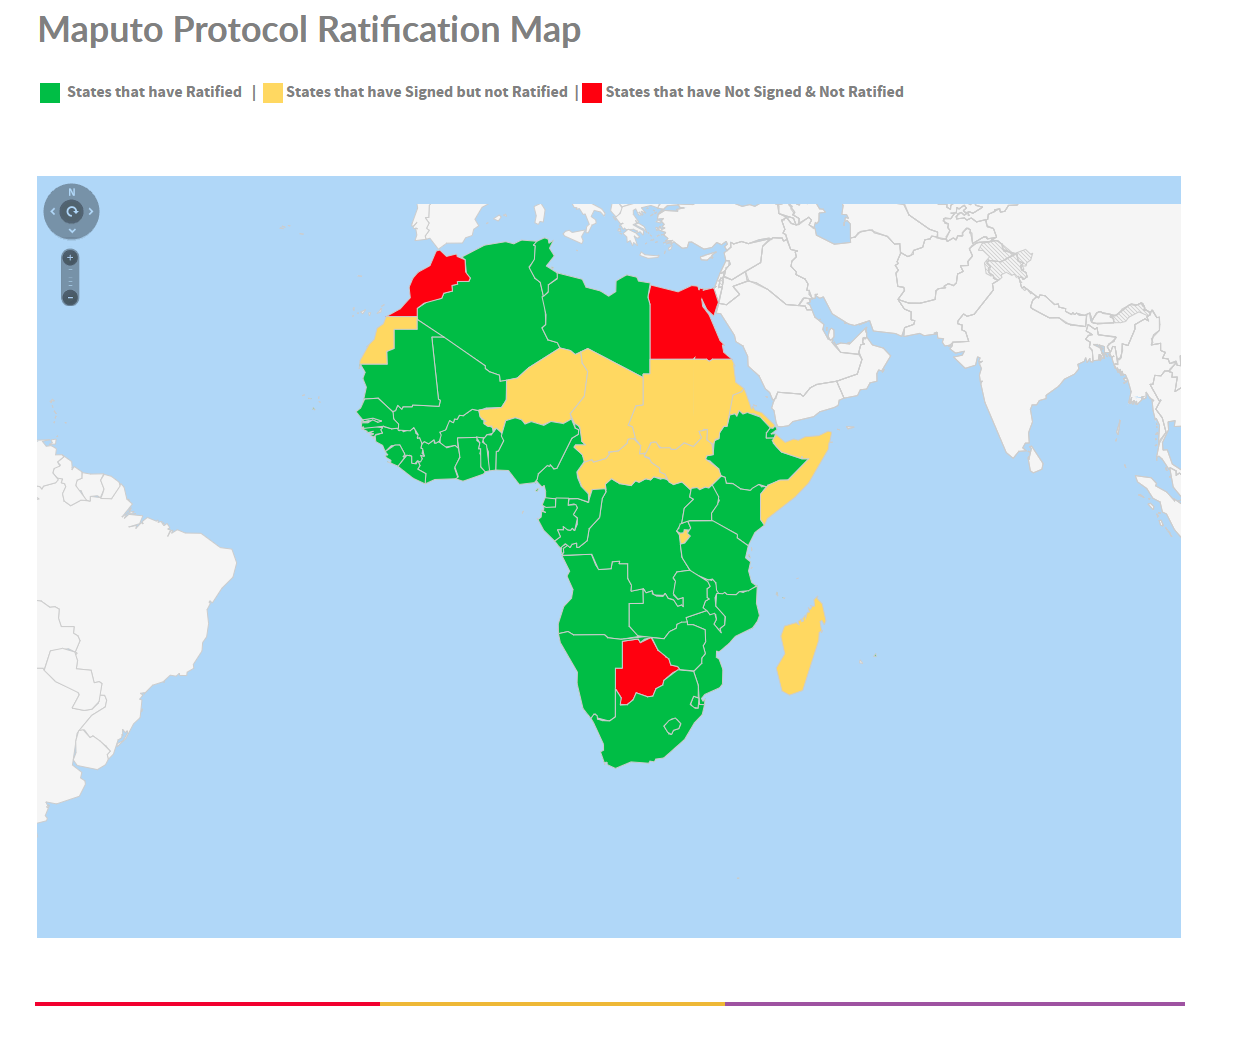 Maputo Protocol Ratification Map
States that have Ratified | States that have Signed but not Ratified | States that have Not Signed & Not Ratified
N
+
−